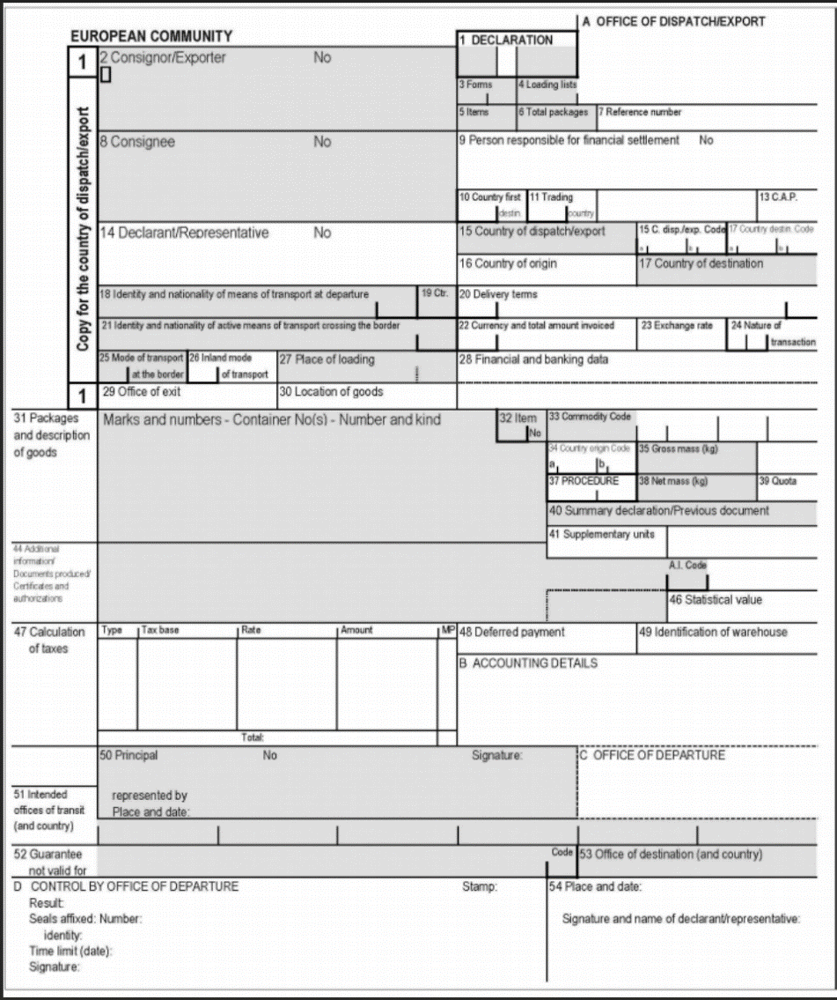 A OFFICE OF DISPATCH/EXPORT
EUROPEAN COMMUNITY
1 DECLARATION
1
2 Consignor/Exporter No
3 Forms 4 Loading lists
5 Items 6 Total packages 7 Reference number
Copy for the country of dispatch/export
8 Consignee No
9 Person responsible for financial settlement No
10 Country first 11 Trading 13 C.A.P.
destin. country
14 Declarant/Representative No
15 Country of dispatch/export 15 C. disp./exp. Code 17 Country destin. Code
a b a b
16 Country of origin 17 Country of destination
18 Identity and nationality of means of transport at departure 19 Ctr. 20 Delivery terms
21 Identity and nationality of active means of transport crossing the border
22 Currency and total amount invoiced 23 Exchange rate 24 Nature of
transaction
25 Mode of transport 26 Inland mode 27 Place of loading 28 Financial and banking data
at the border of transport
1
29 Office of exit 30 Location of goods
31 Packages
and description
of goods
Marks and numbers - Container No(s) - Number and kind
32 Item
No
33 Commodity Code
34 Country origin Code 35 Gross mass (kg)
a b
37 PROCEDURE 38 Net mass (kg) 39 Quota
40 Summary declaration/Previous document
41 Supplementary units
44 Additional
information/
Documents produced/
Certificates and
authorizations
A.I. Code
46 Statistical value
47 Calculation
of taxes
Type Tax base Rate Amount MP
48 Deferred payment 49 Identification of warehouse
B ACCOUNTING DETAILS
Total:
50 Principal No Signature: C OFFICE OF DEPARTURE
represented by
Place and date:
51 Intended
offices of transit
(and country)
52 Guarantee
not valid for
Code 53 Office of destination (and country)
D CONTROL BY OFFICE OF DEPARTURE Stamp: 54 Place and date:
Result:
Seals affixed: Number: Signature and name of declarant/representative:
identity:
Time limit (date):
Signature: